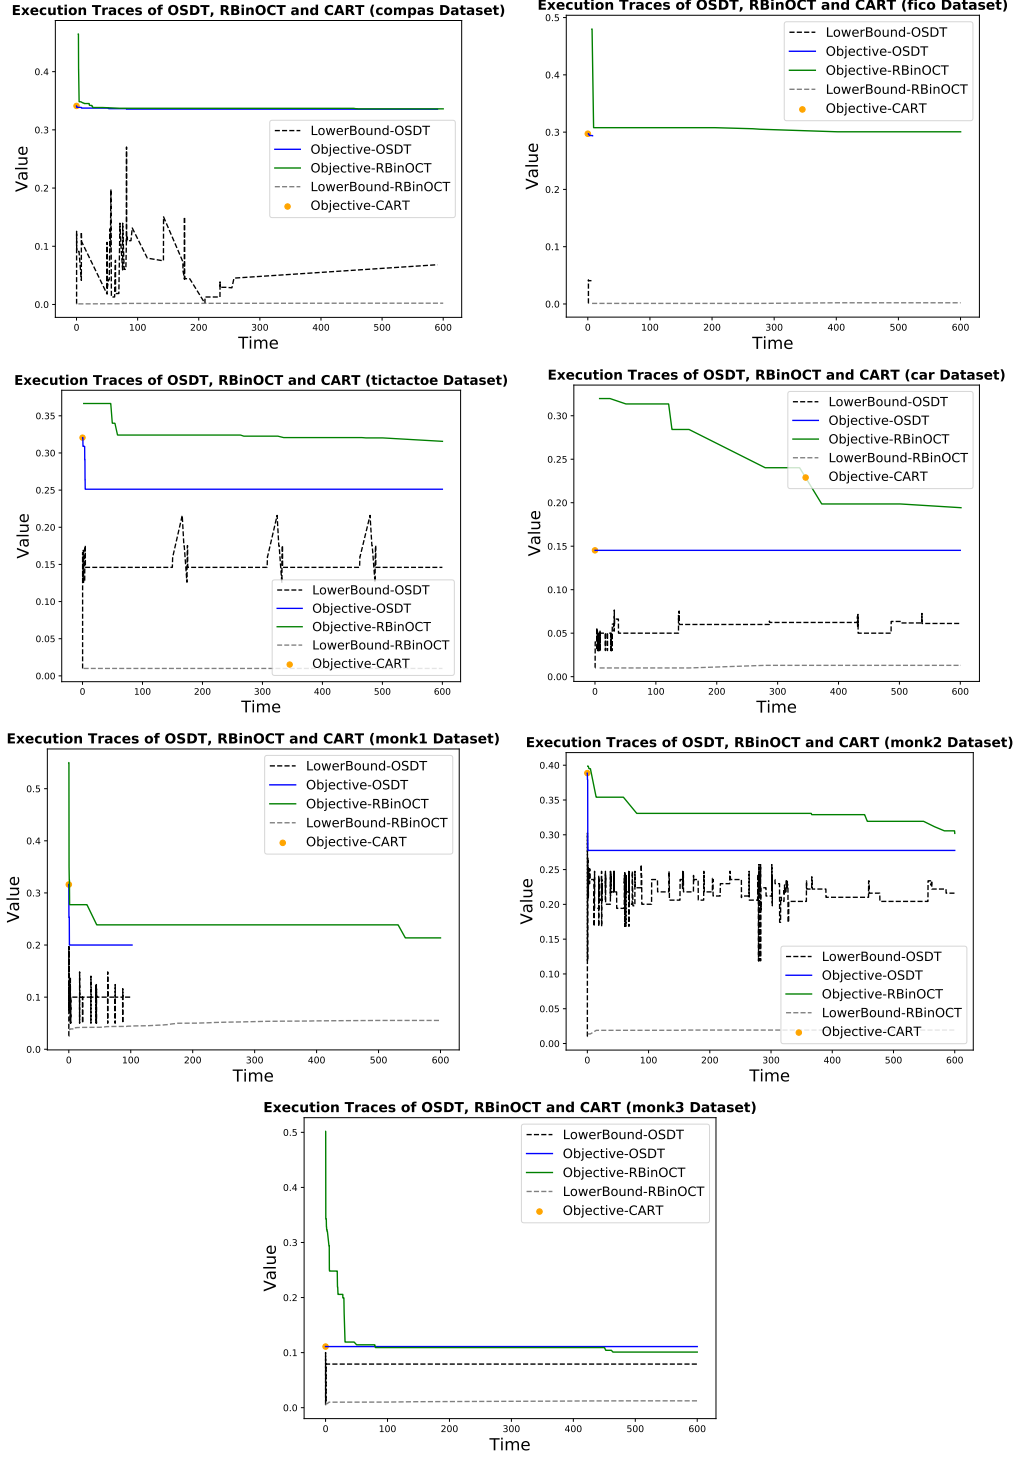 Execution Traces of OSDT, RBinOCT and CART (compas Dataset)
Value
0.4
0.3
0.2
0.1
0.0
LowerBound-OSDT
Objective-OSDT
Objective-RBinOCT
LowerBound-RBinOCT
Objective-CART
0 100 200 300 400 500 600
Time
Execution Traces of OSDT, RBinOCT and CART (fico Dataset)
Value
0.5
0.4
0.3
0.2
0.1
0.0
LowerBound-OSDT
Objective-OSDT
Objective-RBinOCT
LowerBound-RBinOCT
Objective-CART
0 100 200 300 400 500 600
Time
Execution Traces of OSDT, RBinOCT and CART (tictactoe Dataset)
Value
0.35
0.30
0.25
0.20
0.15
0.10
0.05
0.00
LowerBound-OSDT
Objective-OSDT
Objective-RBinOCT
LowerBound-RBinOCT
Objective-CART
0 100 200 300 400 500 600
Time
Execution Traces of OSDT, RBinOCT and CART (car Dataset)
Value
0.30
0.25
0.20
0.15
0.10
0.05
0.00
LowerBound-OSDT
Objective-OSDT
Objective-RBinOCT
LowerBound-RBinOCT
Objective-CART
0 100 200 300 400 500 600
Time
Execution Traces of OSDT, RBinOCT and CART (monk1 Dataset)
Value
0.5
0.4
0.3
0.2
0.1
0.0
LowerBound-OSDT
Objective-OSDT
Objective-RBinOCT
LowerBound-RBinOCT
Objective-CART
0 100 200 300 400 500 600
Time
Execution Traces of OSDT, RBinOCT and CART (monk2 Dataset)
Value
0.40
0.35
0.30
0.25
0.20
0.15
0.10
0.05
0.00
LowerBound-OSDT
Objective-OSDT
Objective-RBinOCT
LowerBound-RBinOCT
Objective-CART
0 100 200 300 400 500 600
Time
Execution Traces of OSDT, RBinOCT and CART (monk3 Dataset)
Value
0.5
0.4
0.3
0.2
0.1
0.0
LowerBound-OSDT
Objective-OSDT
Objective-RBinOCT
LowerBound-RBinOCT
Objective-CART
0 100 200 300 400 500 600
Time